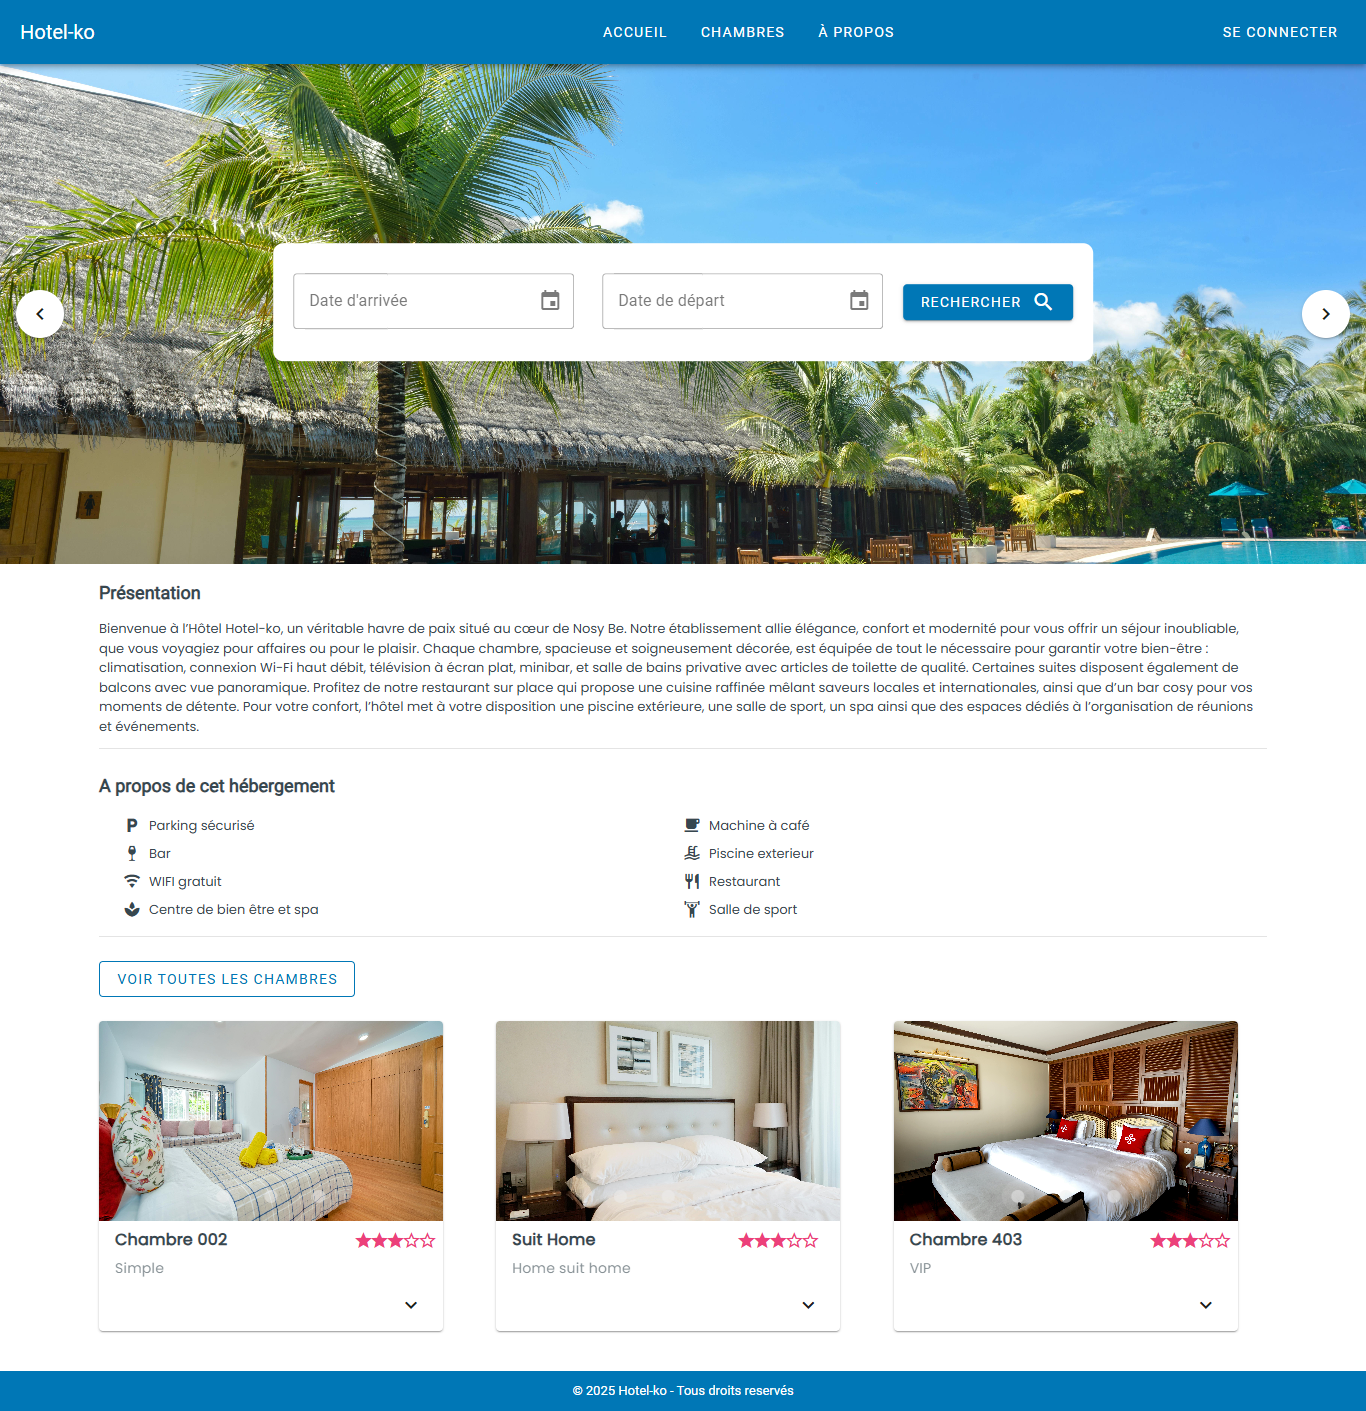 Hotel-ko
ACCUEIL
CHAMBRES
À PROPOS
SE CONNECTER
Date d'arrivée
Date de départ
RECHERCHER
Présentation
Bienvenue à l’Hôtel Hotel-ko, un véritable havre de paix situé au cœur de Nosy Be. Notre établissement allie élégance, confort et modernité pour vous offrir un séjour inoubliable,
que vous voyagiez pour affaires ou pour le plaisir. Chaque chambre, spacieuse et soigneusement décorée, est équipée de tout le nécessaire pour garantir votre bien-être :
climatisation, connexion Wi-Fi haut débit, télévision à écran plat, minibar, et salle de bains privative avec articles de toilette de qualité. Certaines suites disposent également de
balcons avec vue panoramique. Profitez de notre restaurant sur place qui propose une cuisine raffinée mêlant saveurs locales et internationales, ainsi que d’un bar cosy pour vos
moments de détente. Pour votre confort, l’hôtel met à votre disposition une piscine extérieure, une salle de sport, un spa ainsi que des espaces dédiés à l’organisation de réunions
et événements.
A propos de cet hébergement
Parking sécurisé
Bar
WIFI gratuit
Centre de bien être et spa
Machine à café
Piscine exterieur
Restaurant
Salle de sport
VOIR TOUTES LES CHAMBRES
Chambre 002
Simple
Suit Home
Home suit home
Chambre 403
VIP
© 2025 Hotel-ko - Tous droits reservés